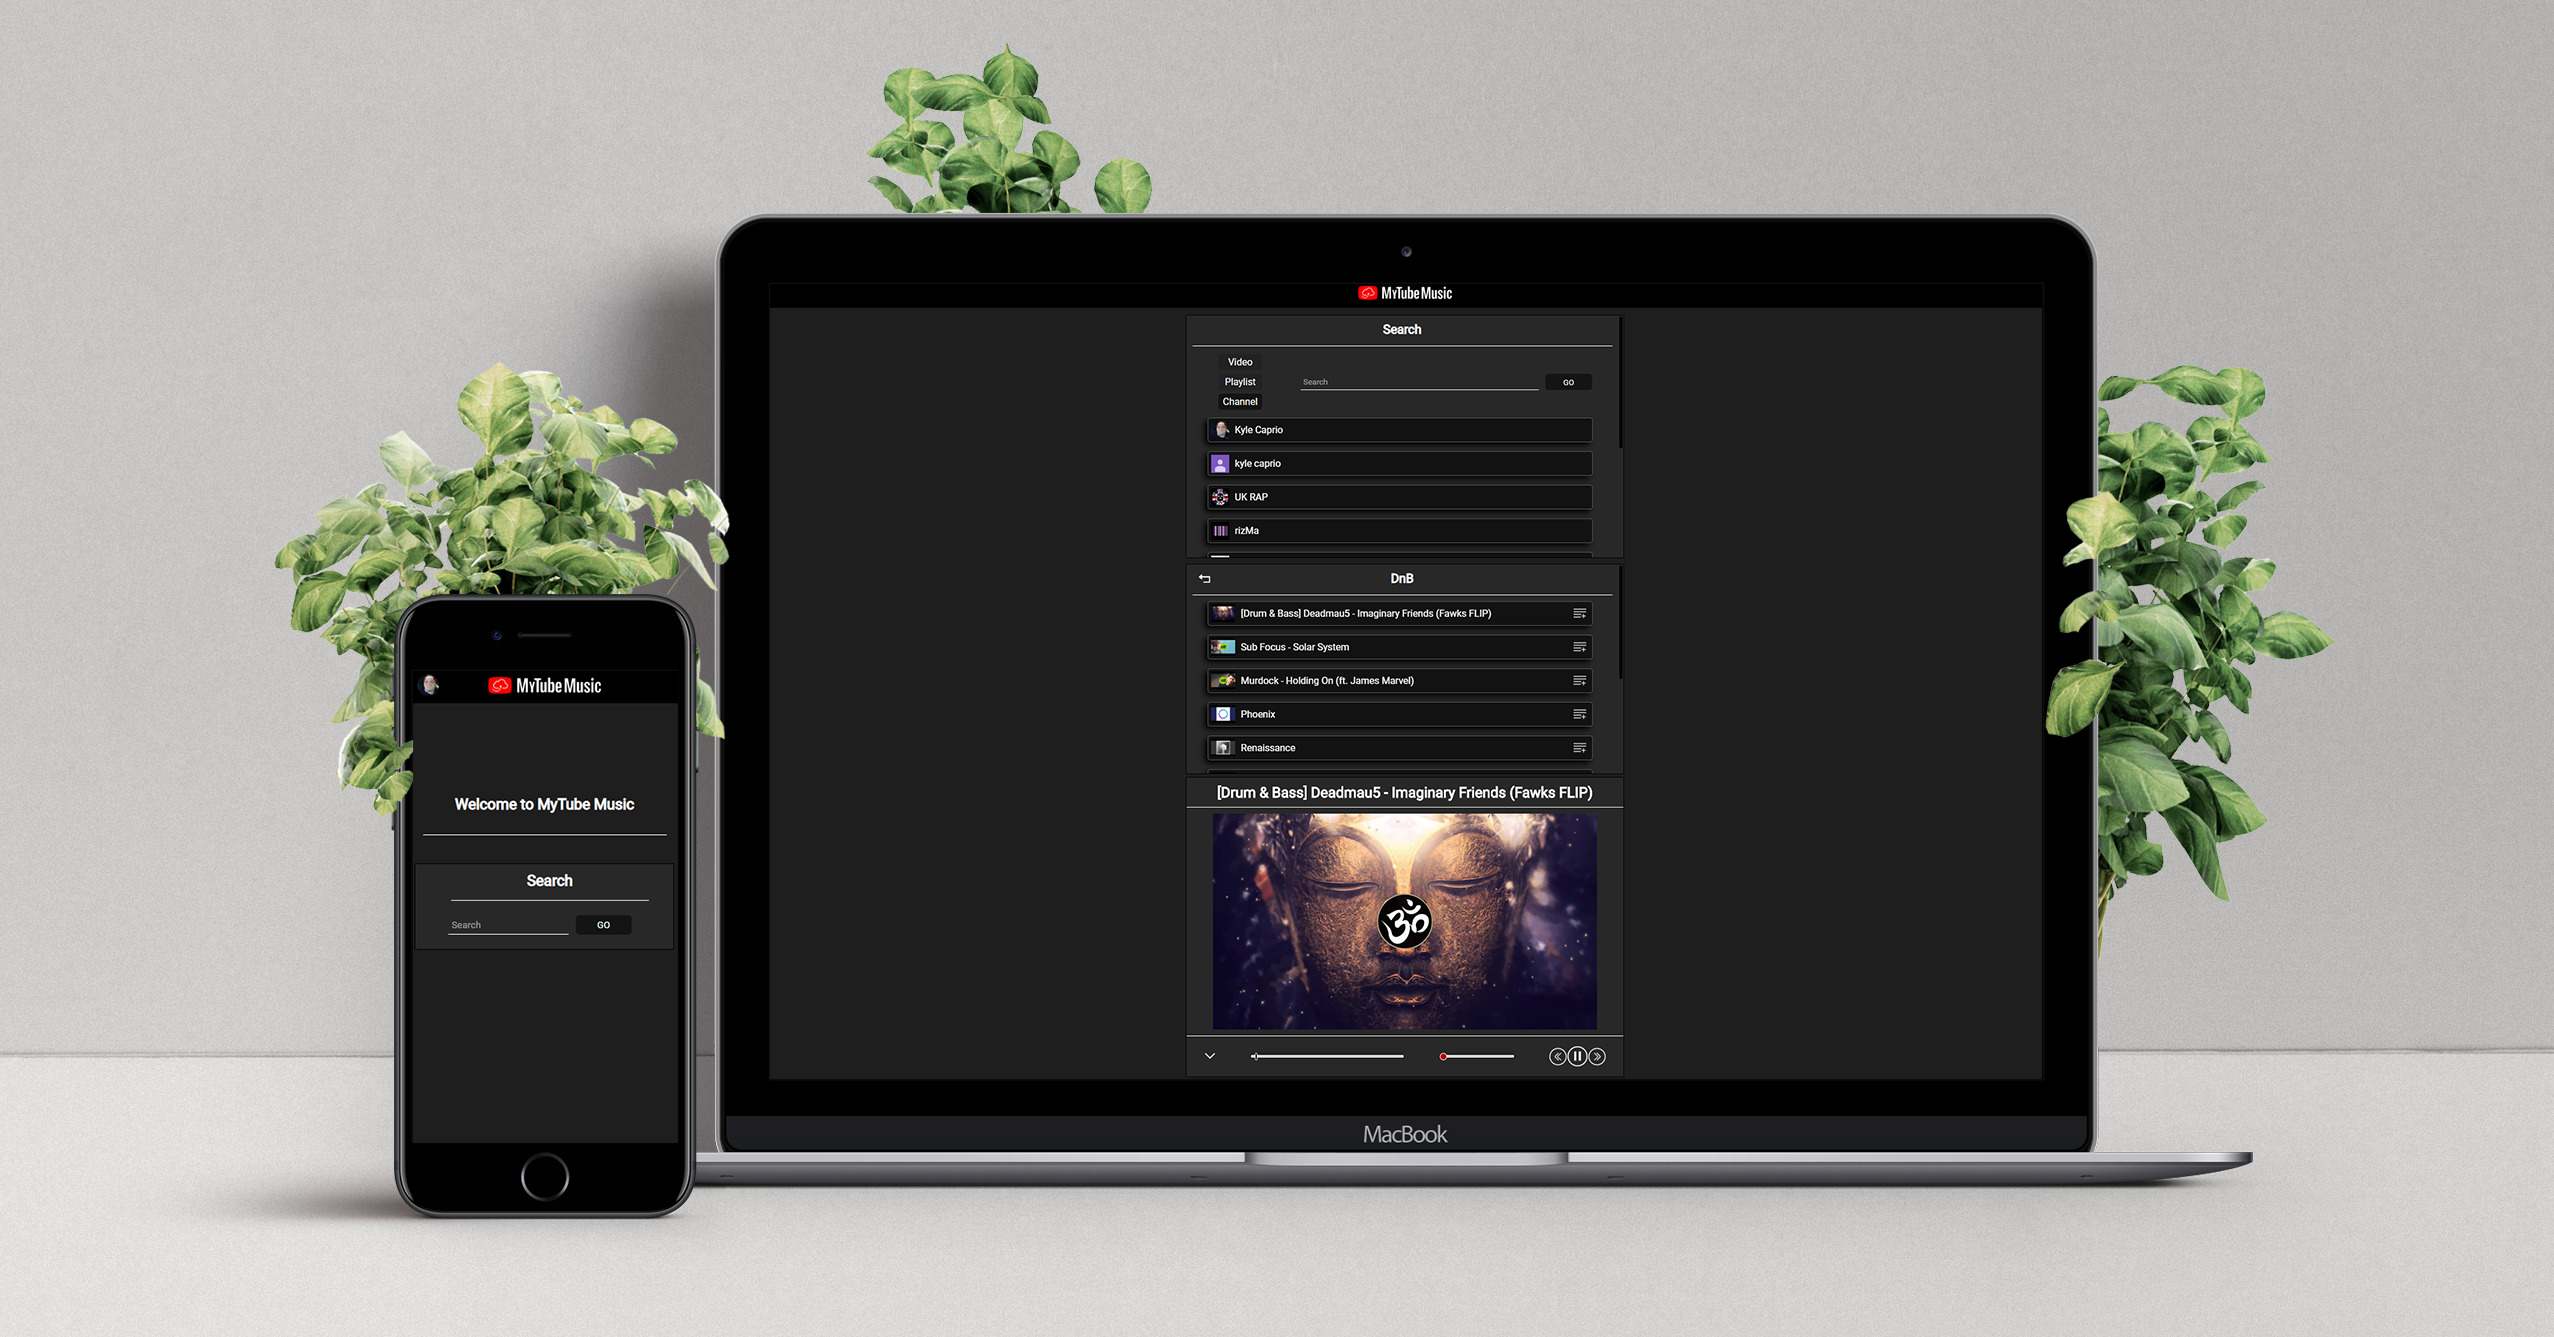 MyTube Music
Search
Video
Playlist
Channel
Search
GO
Kyle Caprio
kyle caprio
UK RAP
rizMa
DnB
[Drum & Bass] Deadmau5 - Imaginary Friends (Fawks FLIP)
Sub Focus - Solar System
Murdock - Holding On (ft. James Marvel)
Phoenix
Renaissance
[Drum & Bass] Deadmau5 - Imaginary Friends (Fawks FLIP)
ॐ
MacBook
MyTube Music
Welcome to MyTube Music
Search
Search
GO